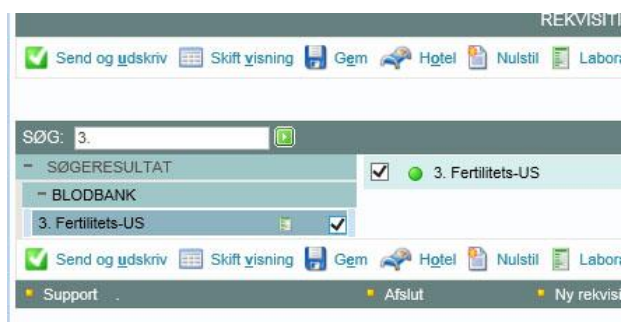 REKVISITI
Send og udskriv Skift visning Gem Hotel Nulstil Labora
SØG: 3.
- SØGERESULTAT
3. Fertilitets-US
- BLODBANK
3. Fertilitets-US
Send og udskriv Skift visning Gem Hotel Nulstil Labora
Support . Afslut Ny rekvisi